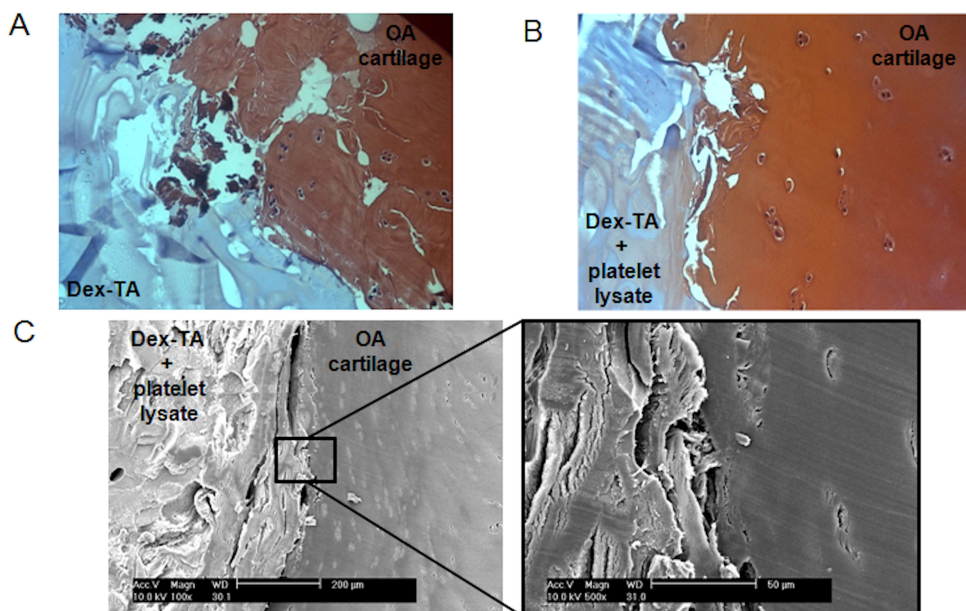 A
OA
cartilage
Dex-TA
B
OA
cartilage
Dex-TA
+
platelet
lysate
C
Dex-TA
+
platelet
lysate
OA
cartilage
Acc.V Magn WD 200 µm
10.0 kV 100x 30.1
Acc.V Magn WD 50 µm
10.0 kV 500x 31.0